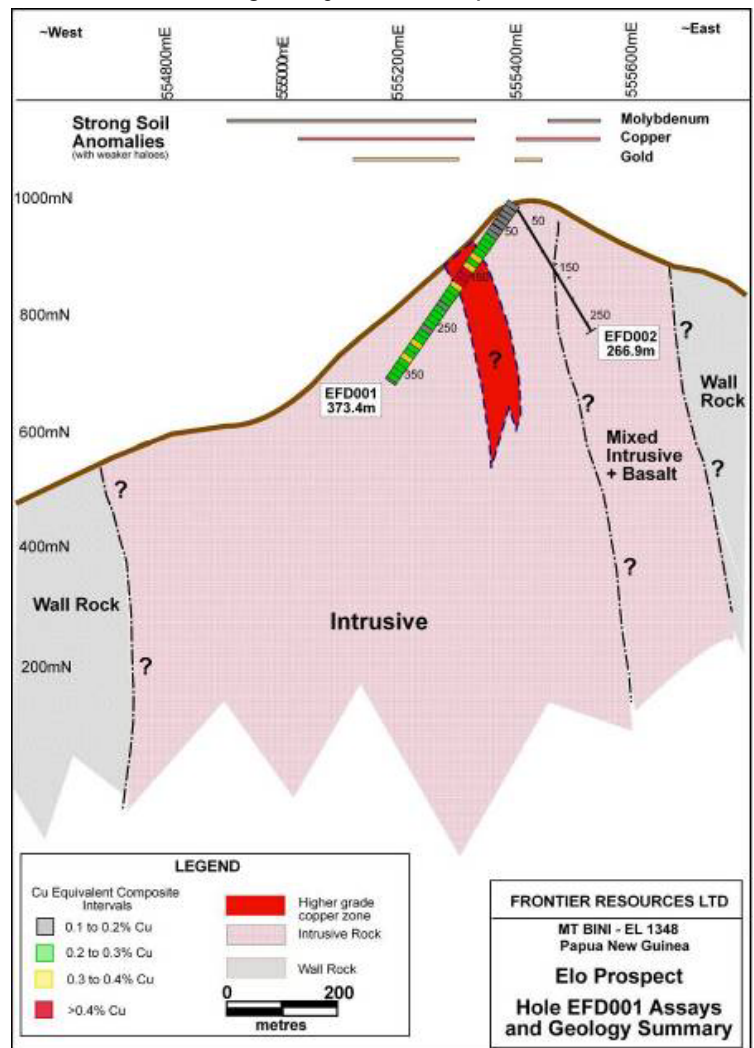 ~West
554800mE
555000mE
555200mE
555400mE
555600mE
~East
Strong Soil
Anomalies
(with weaker haloes)
Molybdenum
Copper
Gold
1000mN
800mN
600mN
400mN
200mN
50
150
250
350
EFD001
373.4m
50
150
250
EFD002
266.9m
?
?
?
?
?
?
?
Wall
Rock
Mixed
Intrusive
+ Basalt
Wall Rock
Intrusive
LEGEND
Cu Equivalent Composite
Intervals
0.1 to 0.2% Cu
0.2 to 0.3% Cu
0.3 to 0.4% Cu
>0.4% Cu
Higher grade
copper zone
Intrusive Rock
Wall Rock
0 200
metres
FRONTIER RESOURCES LTD
MT BINI - EL 1348
Papua New Guinea
Elo Prospect
Hole EFD001 Assays
and Geology Summary